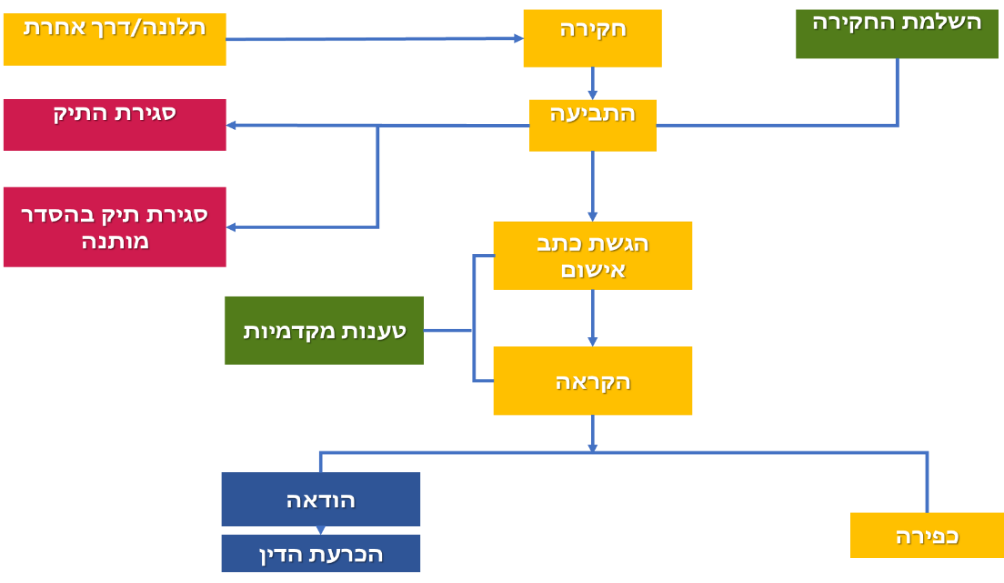 השלמת החקירה
חקירה
תלונה/דרך אחרת
התביעה
סגירת התיק
סגירת תיק בהסדר
מותנה
הגשת כתב
אישום
טענות מקדמיות
הקראה
הודאה
כפירה
הכרעת הדין